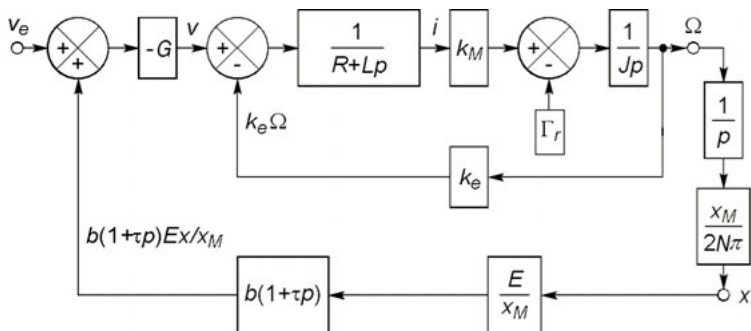 v_e
+
+
-G
v
+
-
1
R+Lp
i
k_M
+
-
Γ_r
1
Jp
Ω
1
p
x_M
2Nπ
x
k_eΩ
k_e
b(1+τp)Ex/x_M
b(1+τp)
E
x_M